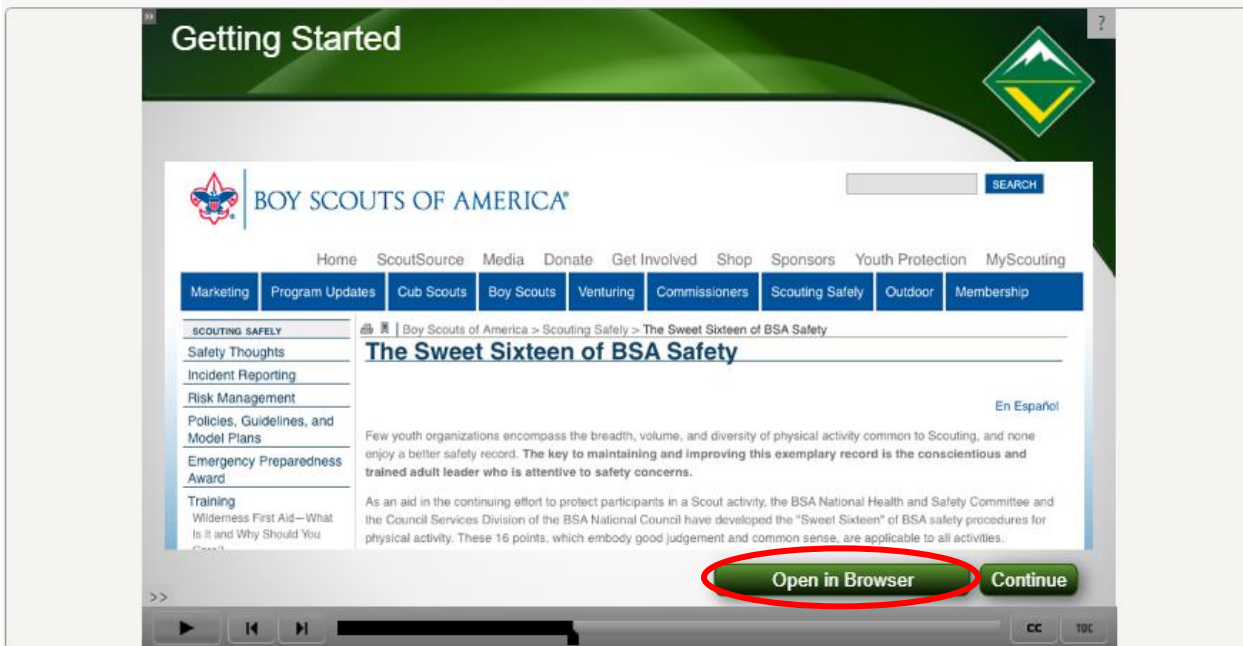 »
?
Getting Started
BOY SCOUTS OF AMERICA®
SEARCH
Home ScoutSource Media Donate Get Involved Shop Sponsors Youth Protection MyScouting
Marketing Program Updates Cub Scouts Boy Scouts Venturing Commissioners Scouting Safely Outdoor Membership
SCOUTING SAFELY
Safety Thoughts
Incident Reporting
Risk Management
Policies, Guidelines, and
Model Plans
Emergency Preparedness
Award
Training
Wilderness First Aid—What
Is It and Why Should You
Boy Scouts of America > Scouting Safely > The Sweet Sixteen of BSA Safety
The Sweet Sixteen of BSA Safety
En Español
Few youth organizations encompass the breadth, volume, and diversity of physical activity common to Scouting, and none
enjoy a better safety record. The key to maintaining and improving this exemplary record is the conscientious and
trained adult leader who is attentive to safety concerns.
As an aid in the continuing effort to protect participants in a Scout activity, the BSA National Health and Safety Committee and
the Council Services Division of the BSA National Council have developed the "Sweet Sixteen" of BSA safety procedures for
physical activity. These 16 points, which embody good judgement and common sense, are applicable to all activities.
Open in Browser
Continue
>>
CC
TOC